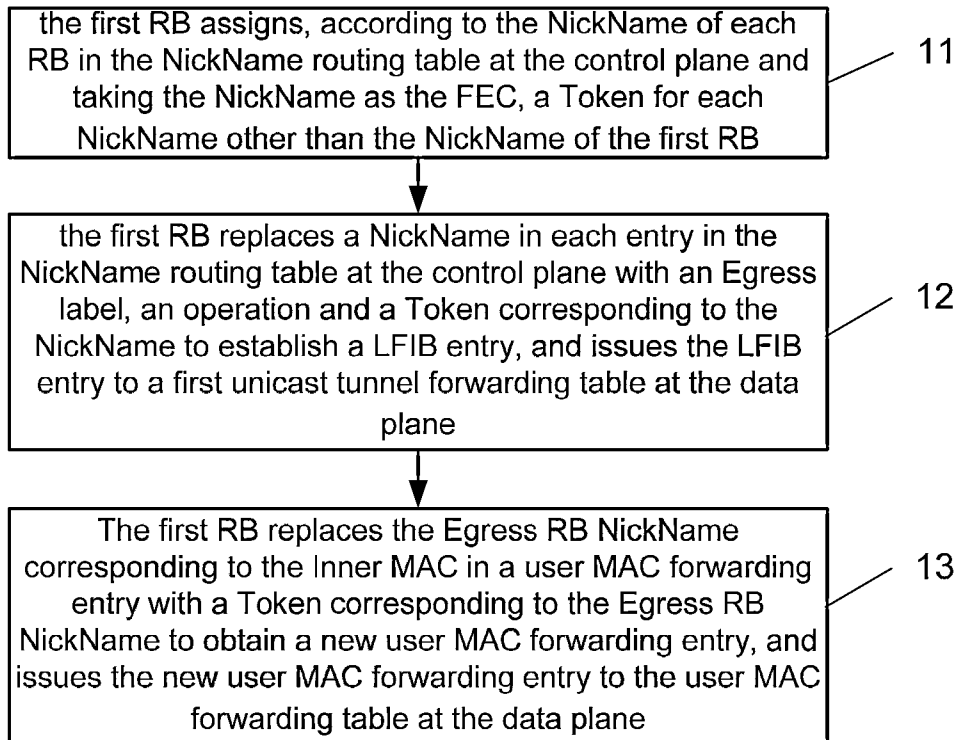 the first RB assigns, according to the NickName of each
RB in the NickName routing table at the control plane and
taking the NickName as the FEC, a Token for each
NickName other than the NickName of the first RB
11
the first RB replaces a NickName in each entry in the
NickName routing table at the control plane with an Egress
label, an operation and a Token corresponding to the
NickName to establish a LFIB entry, and issues the LFIB
entry to a first unicast tunnel forwarding table at the data
plane
12
The first RB replaces the Egress RB NickName
corresponding to the Inner MAC in a user MAC forwarding
entry with a Token corresponding to the Egress RB
NickName to obtain a new user MAC forwarding entry, and
issues the new user MAC forwarding entry to the user MAC
forwarding table at the data plane
13